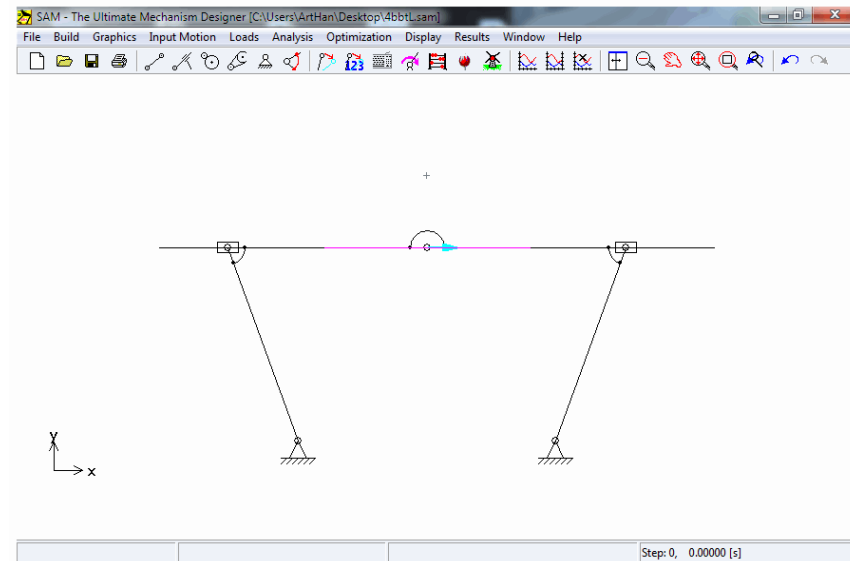 SAM - The Ultimate Mechanism Designer [C:\Users\ArtHan\Desktop\4bbtL.sam]
File Build Graphics Input Motion Loads Analysis Optimization Display Results Window Help
123
y
x
Step: 0, 0.00000 [s]